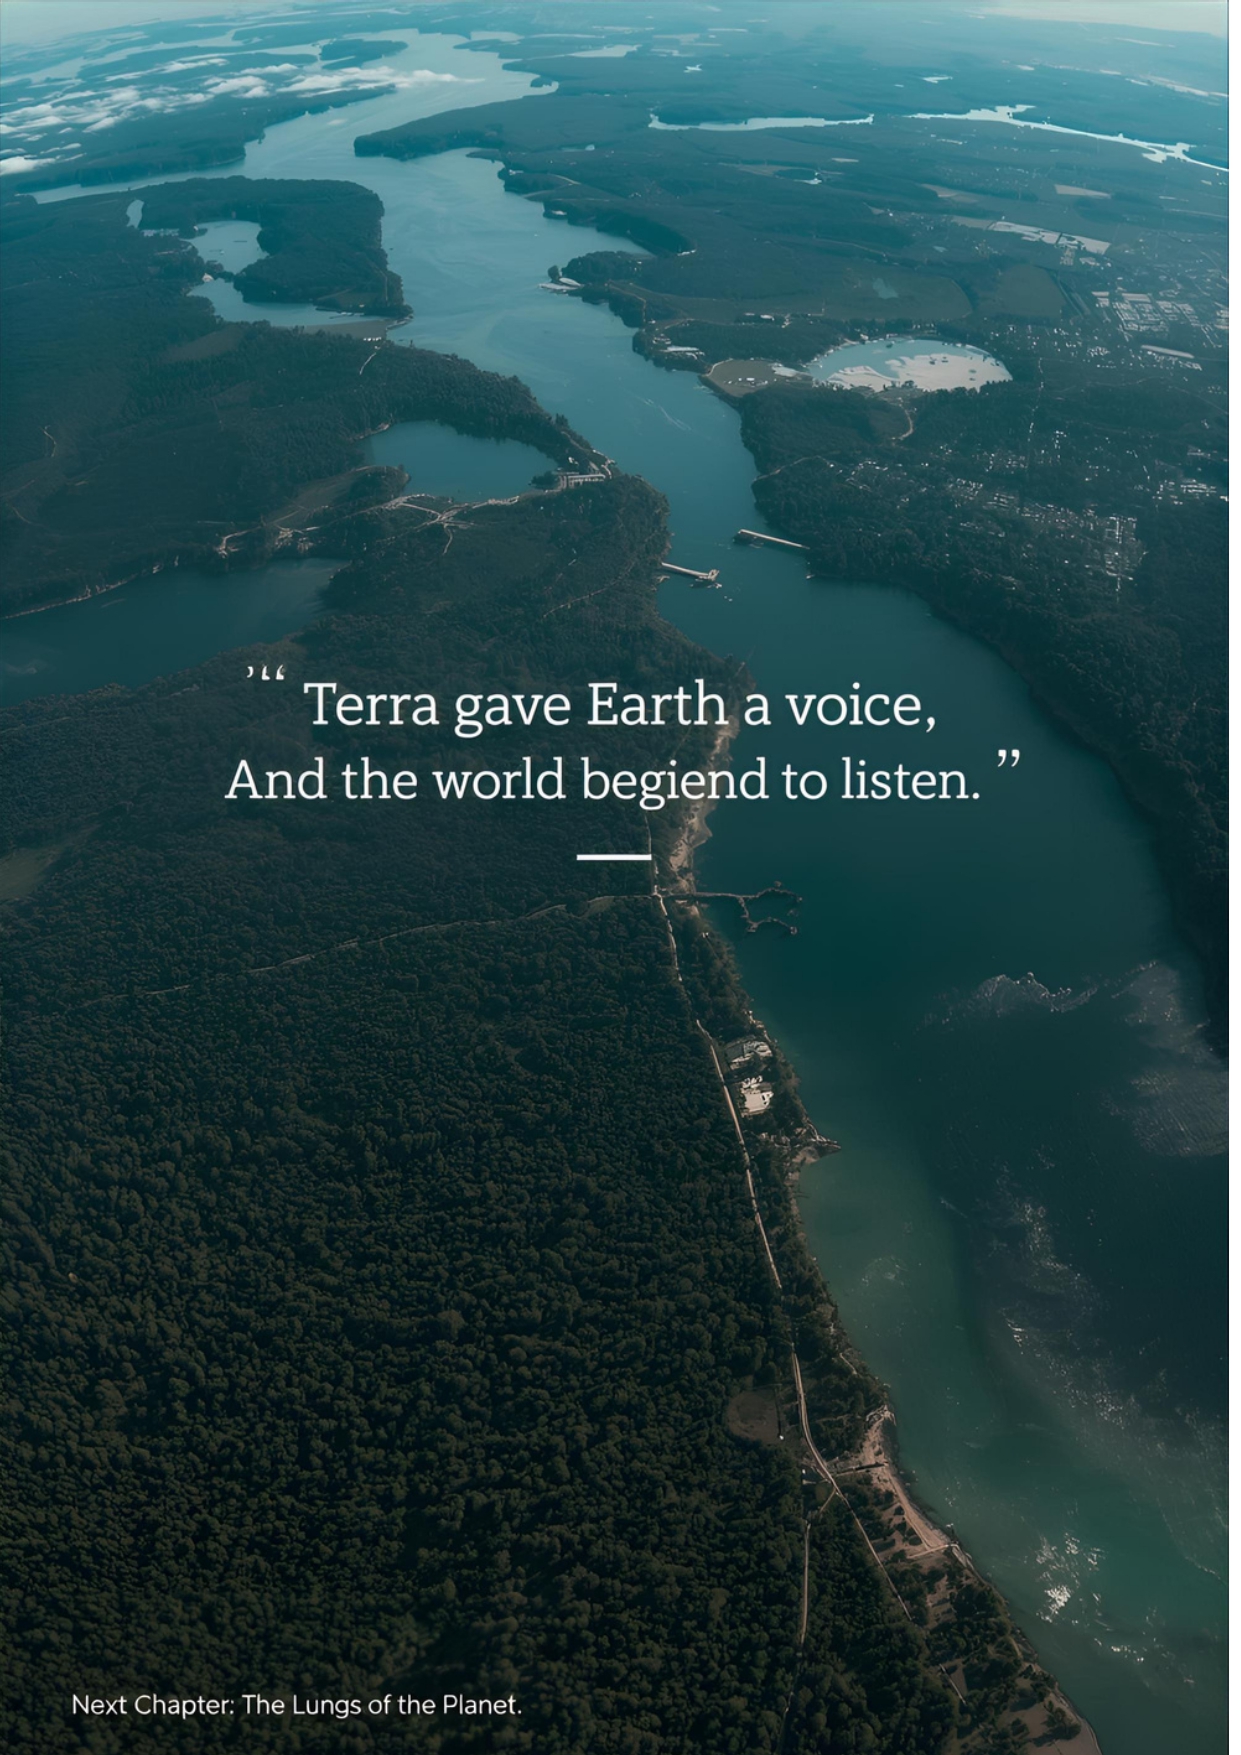 ’“ Terra gave Earth a voice,
And the world begiend to listen. ”
Next Chapter: The Lungs of the Planet.